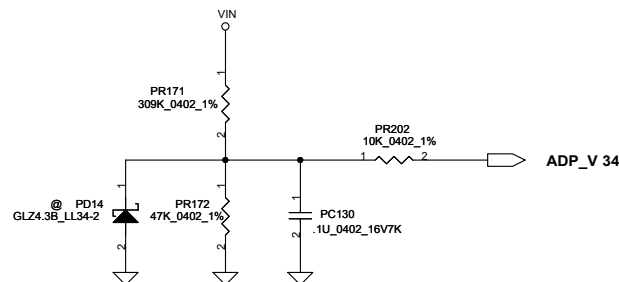 VIN
1
PR171
309K_0402_1%
2
PR202
10K_0402_1%
1 2
ADP_V 34
1
@ PD14
GLZ4.3B_LL34-2
2
1
PR172
47K_0402_1%
2
1
PC130
.1U_0402_16V7K
2